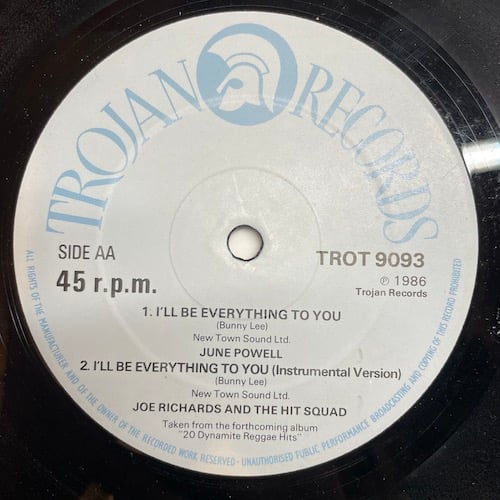 TROJAN RECORDS
SIDE AA
45 r.p.m.
TROT 9093
℗ 1986
Trojan Records
1. I'LL BE EVERYTHING TO YOU
(Bunny Lee)
New Town Sound Ltd.
JUNE POWELL
2. I'LL BE EVERYTHING TO YOU (Instrumental Version)
(Bunny Lee)
New Town Sound Ltd.
JOE RICHARDS AND THE HIT SQUAD
Taken from the forthcoming album
"20 Dynamite Reggae Hits"
ALL RIGHTS OF THE MANUFACTURER AND OF THE OWNER OF THE RECORDED WORK RESERVED - UNAUTHORISED PUBLIC PERFORMANCE BROADCASTING AND COPYING OF THIS RECORD PROHIBITED